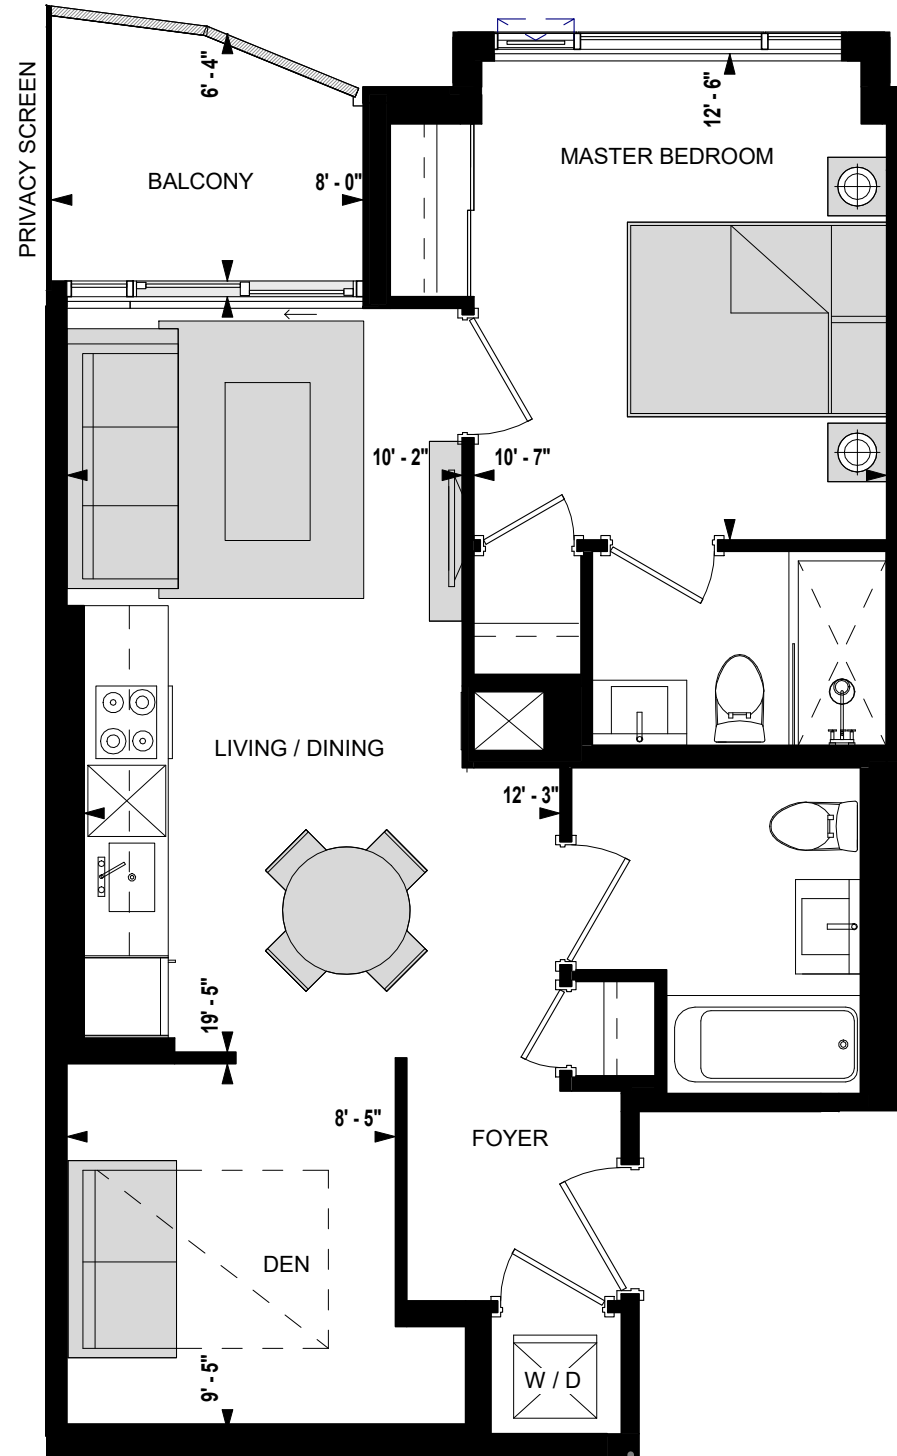 PRIVACY SCREEN
6' - 4"
12' - 6"
MASTER BEDROOM
BALCONY
8' - 0"
10' - 2"
10' - 7"
LIVING / DINING
12' - 3"
19' - 5"
8' - 5"
FOYER
DEN
9' - 5"
W / D